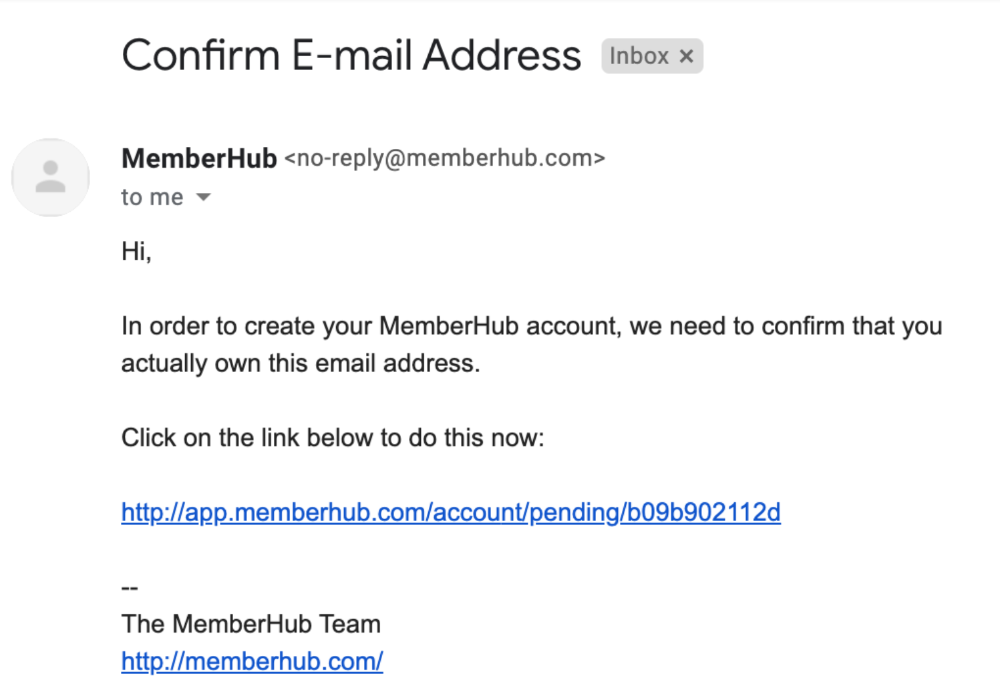 Confirm E-mail Address Inbox ×
MemberHub <no-reply@memberhub.com>
to me
Hi,
In order to create your MemberHub account, we need to confirm that you
actually own this email address.
Click on the link below to do this now:
http://app.memberhub.com/account/pending/b09b902112d
--
The MemberHub Team
http://memberhub.com/